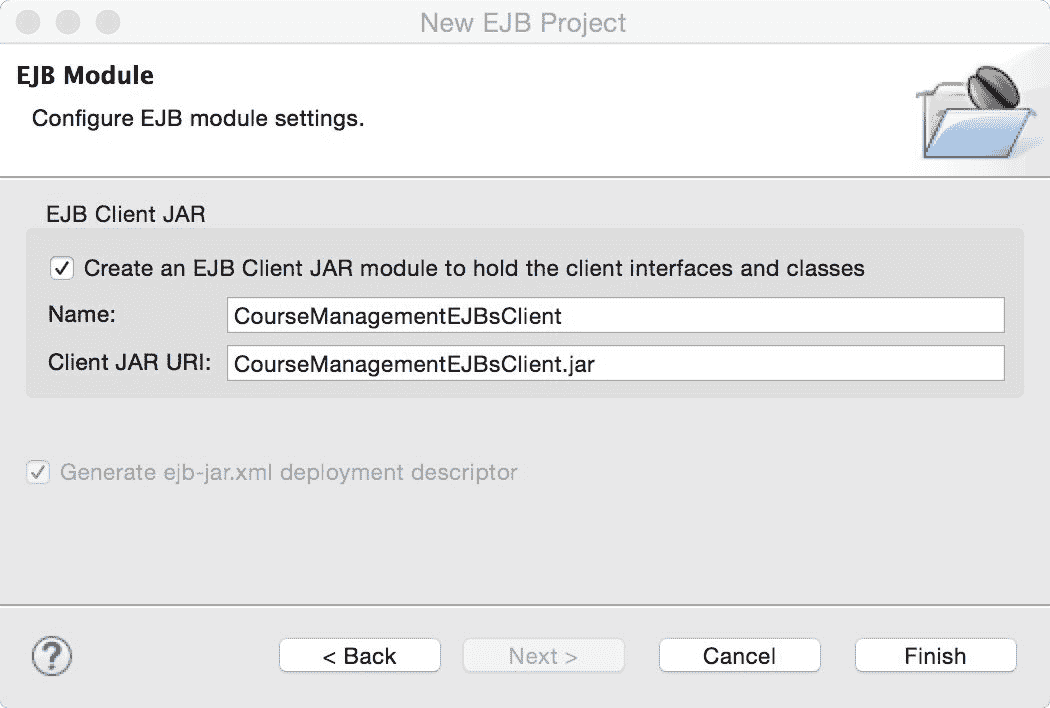 New EJB Project
EJB Module
Configure EJB module settings.
EJB Client JAR
Create an EJB Client JAR module to hold the client interfaces and classes
Name: CourseManagementEJBsClient
Client JAR URI: CourseManagementEJBsClient.jar
Generate ejb-jar.xml deployment descriptor
? < Back Next > Cancel Finish